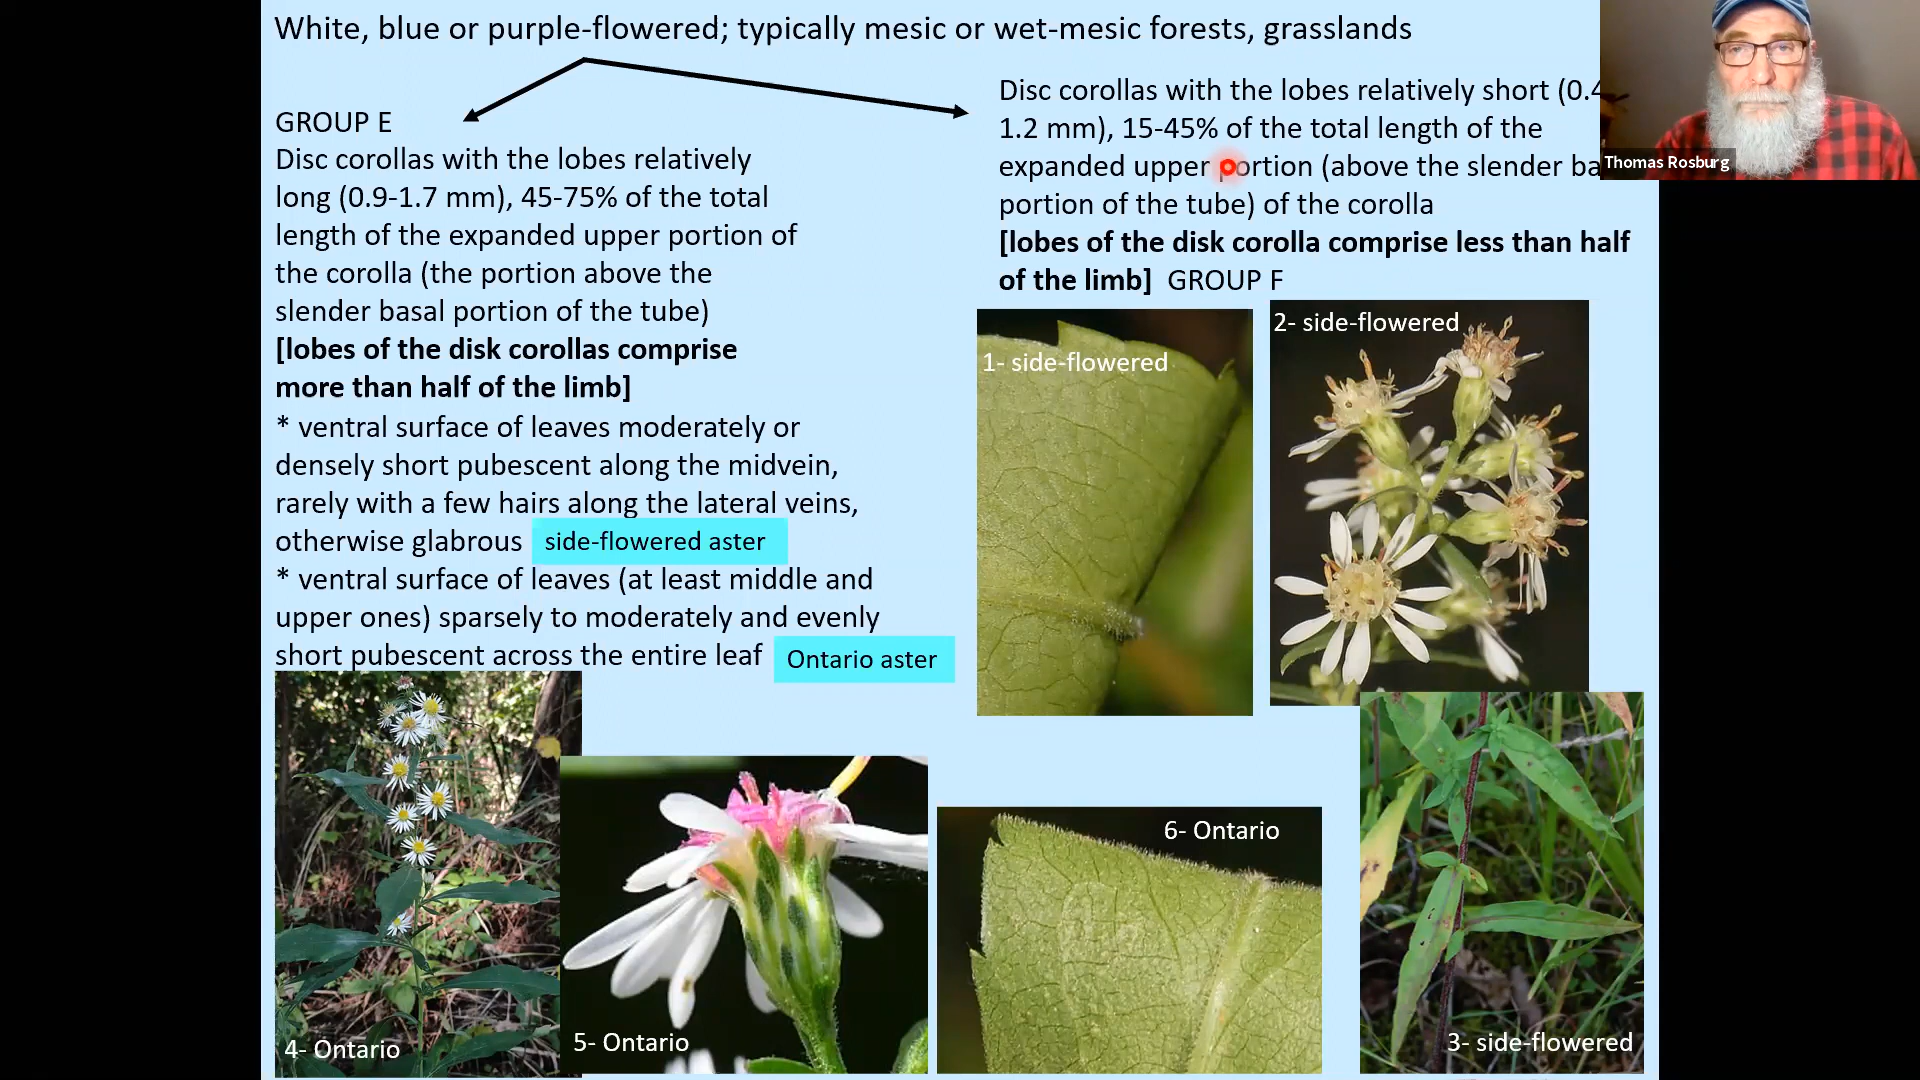 White, blue or purple-flowered; typically mesic or wet-mesic forests, grasslands
GROUP E
Disc corollas with the lobes relatively
long (0.9-1.7 mm), 45-75% of the total
length of the expanded upper portion of
the corolla (the portion above the
slender basal portion of the tube)
[lobes of the disk corollas comprise
more than half of the limb]
* ventral surface of leaves moderately or
densely short pubescent along the midvein,
rarely with a few hairs along the lateral veins,
otherwise glabrous side-flowered aster
* ventral surface of leaves (at least middle and
upper ones) sparsely to moderately and evenly
short pubescent across the entire leaf Ontario aster
Disc corollas with the lobes relatively short (0.4
1.2 mm), 15-45% of the total length of the
expanded upper portion (above the slender ba
portion of the tube) of the corolla
[lobes of the disk corolla comprise less than half
of the limb] GROUP F
Thomas Rosburg
1- side-flowered
2- side-flowered
6- Ontario
4- Ontario
5- Ontario
3- side-flowered